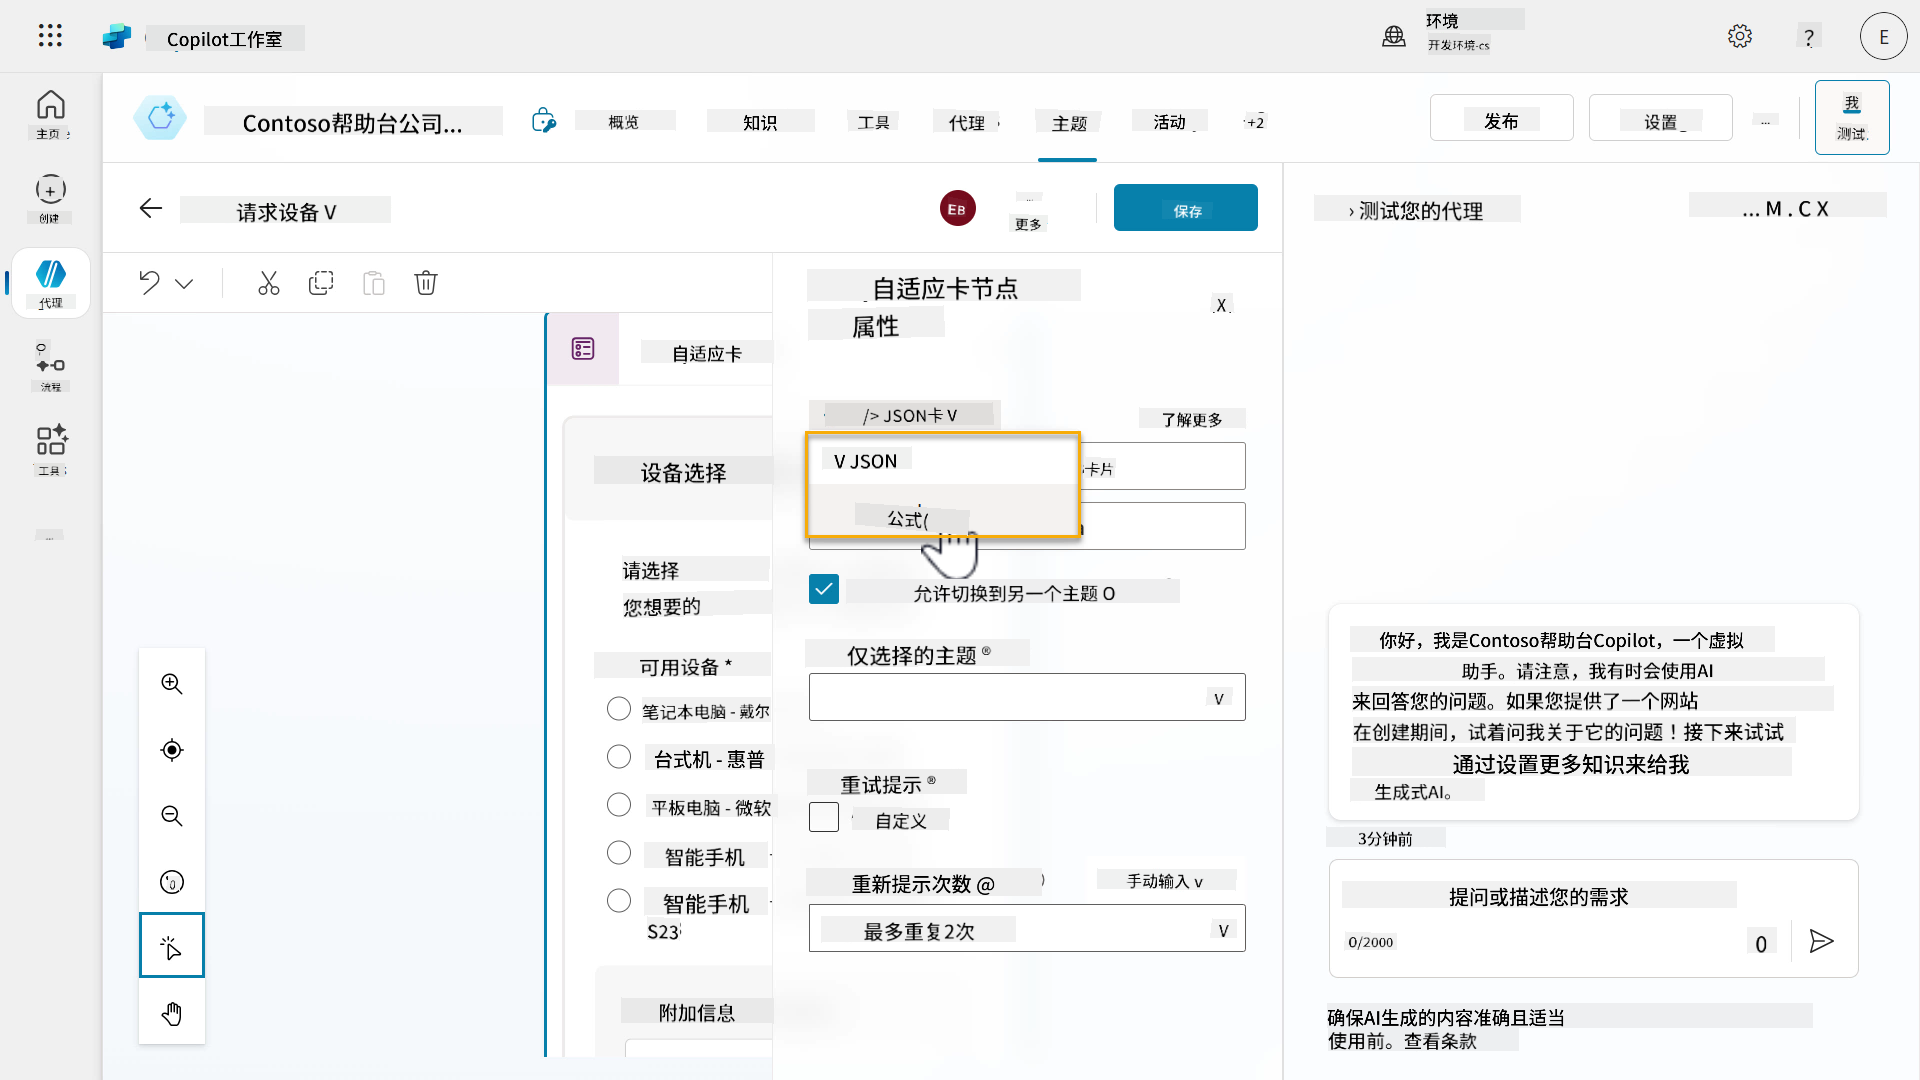 Copilot工作室
环境
开发环境-cs
?
E
主页
创建
代理
流程
工具
...
Contoso帮助台公司...
概览
知识
工具
代理
主题
活动
+2
发布
设置
...
我
测试
请求设备 V
EB
...
更多
保存
自适应卡
设备选择
请选择
您想要的
可用设备 *
笔记本电脑 - 戴尔
台式机 - 惠普
平板电脑 - 微软
智能手机
智能手机
S23
附加信息
自适应卡节点
属性
X
/> JSON卡 V
了解更多
V JSON
卡片
公式(
允许切换到另一个主题 O
仅选择的主题 ®
V
重试提示 ®
自定义
重新提示次数 @
手动输入 v
最多重复2次
V
› 测试您的代理
... M . C X
你好，我是Contoso帮助台Copilot，一个虚拟
助手。请注意，我有时会使用AI
来回答您的问题。如果您提供了一个网站
在创建期间，试着问我关于它的问题！接下来试试
通过设置更多知识来给我
生成式AI。
3分钟前
提问或描述您的需求
0/2000
0
确保AI生成的内容准确且适当
使用前。查看条款